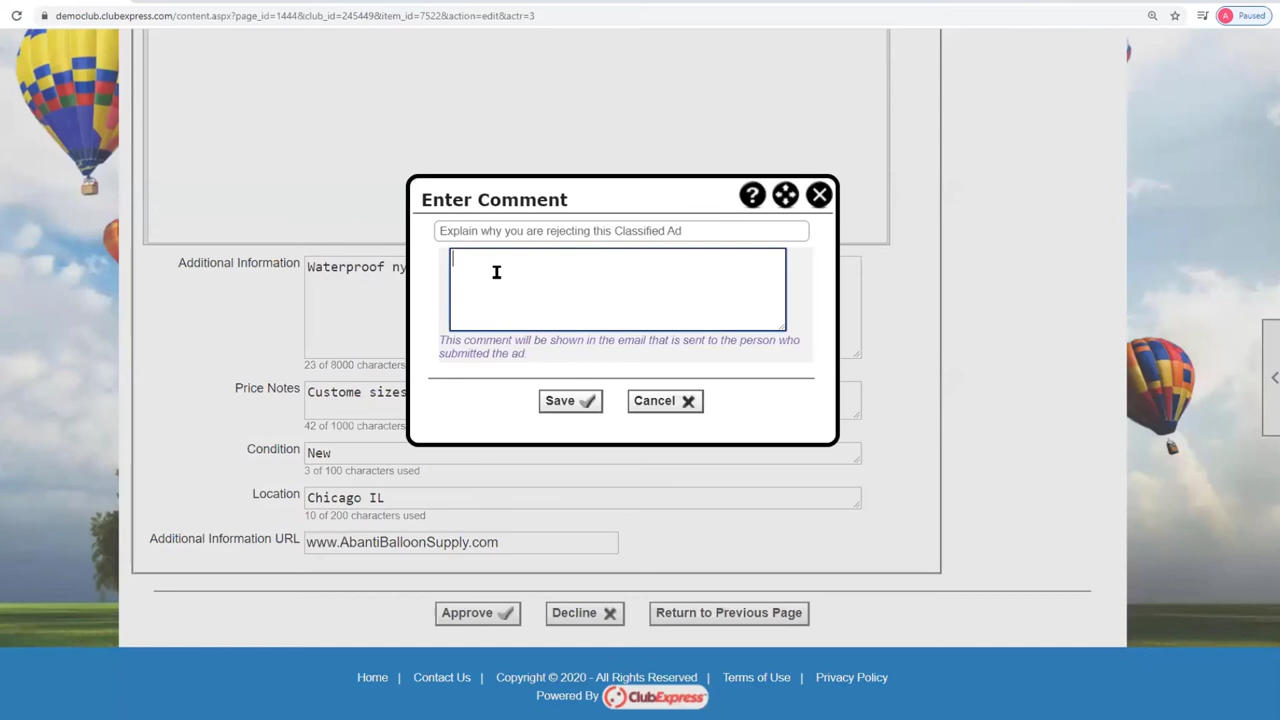 democlub.clubexpress.com/content.aspx?page_id=1444&club_id=245449&item_id=7522&action=edit&actr=3
A Paused
Enter Comment
?
Explain why you are rejecting this Classified Ad
This comment will be shown in the email that is sent to the person who
submitted the ad
Save
Cancel
Additional Information
Waterproof ny
23 of 8000 characters
Price Notes
Custome sizes
42 of 1000 characters
Condition
New
3 of 100 characters used
Location
Chicago IL
10 of 200 characters used
Additional Information URL
www.AbantiBalloonSupply.com
Approve
Decline
Return to Previous Page
Home | Contact Us | Copyright © 2020 - All Rights Reserved | Terms of Use | Privacy Policy
Powered By ClubExpress